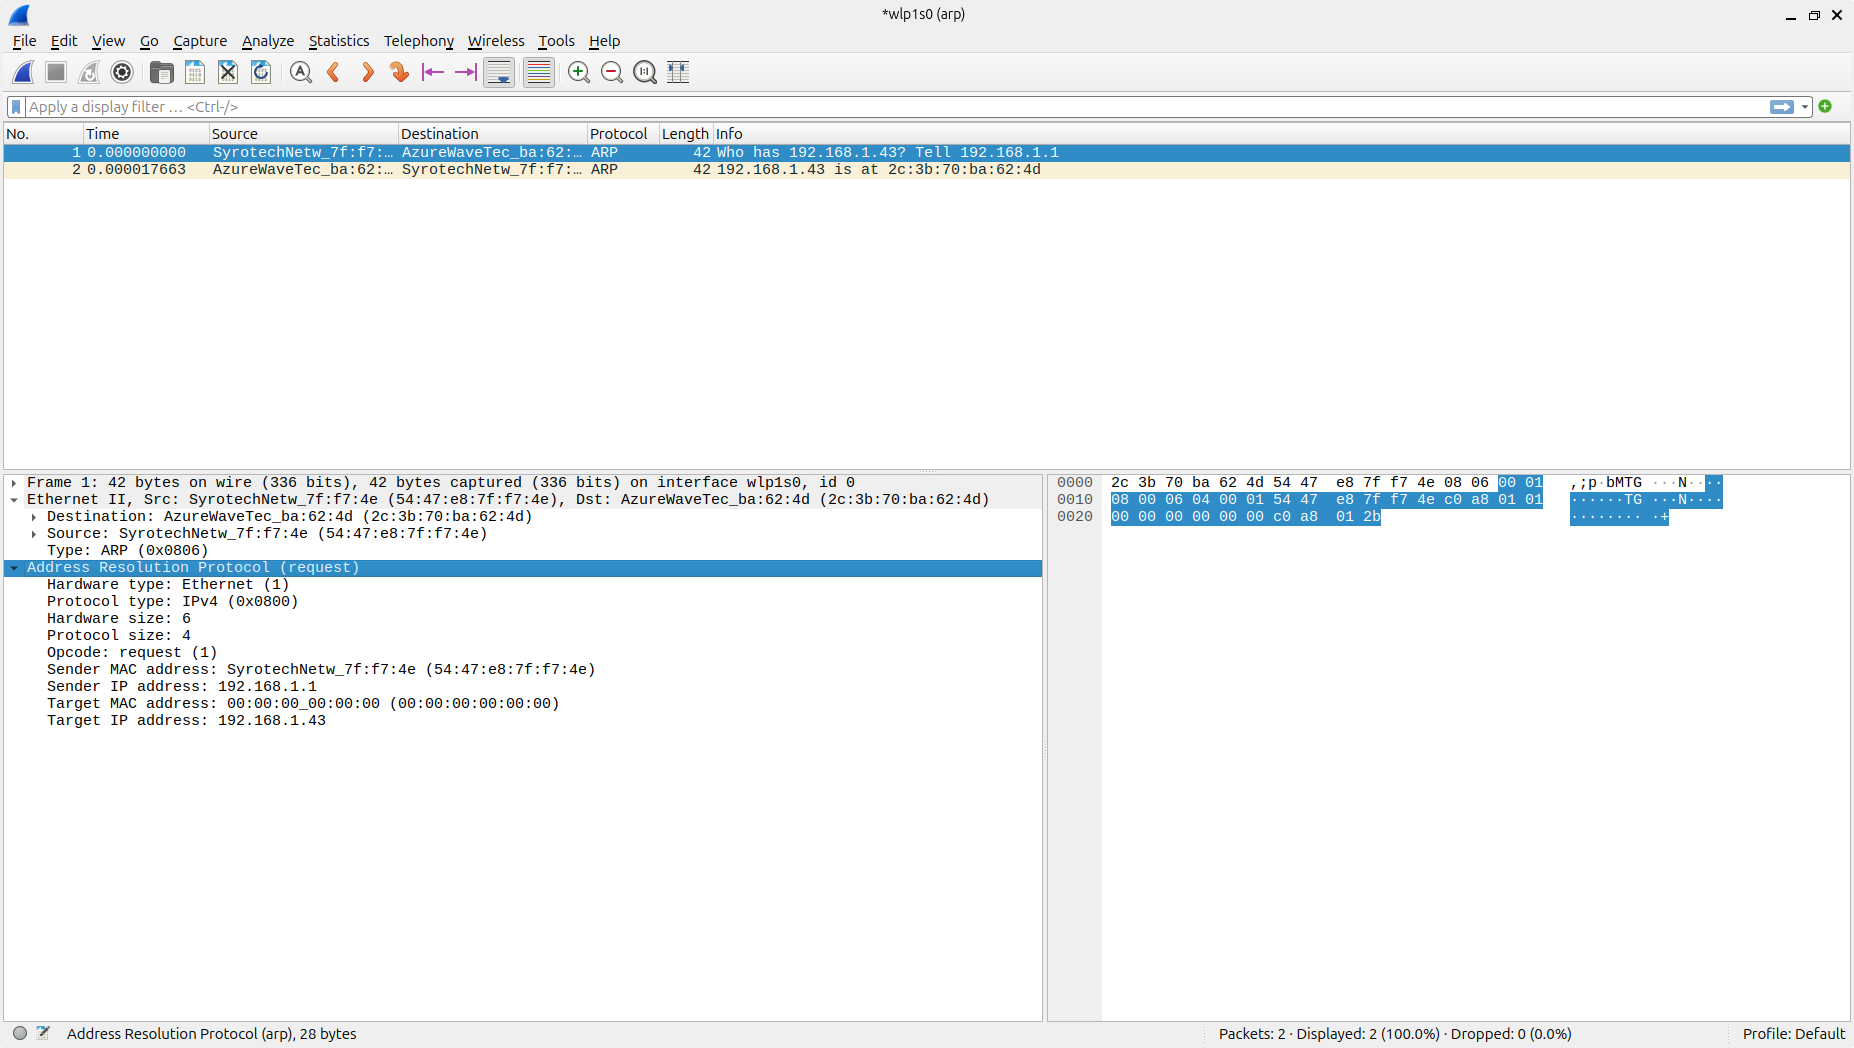 *wlp1s0 (arp)
File Edit View Go Capture Analyze Statistics Telephony Wireless Tools Help
Apply a display filter … <Ctrl-/>
No. Time Source Destination Protocol Length Info
1 0.000000000 SyrotechNetw_7f:f7:… AzureWaveTec_ba:62:… ARP 42 Who has 192.168.1.43? Tell 192.168.1.1
2 0.000017663 AzureWaveTec_ba:62:… SyrotechNetw_7f:f7:… ARP 42 192.168.1.43 is at 2c:3b:70:ba:62:4d
Frame 1: 42 bytes on wire (336 bits), 42 bytes captured (336 bits) on interface wlp1s0, id 0
Ethernet II, Src: SyrotechNetw_7f:f7:4e (54:47:e8:7f:f7:4e), Dst: AzureWaveTec_ba:62:4d (2c:3b:70:ba:62:4d)
Destination: AzureWaveTec_ba:62:4d (2c:3b:70:ba:62:4d)
Source: SyrotechNetw_7f:f7:4e (54:47:e8:7f:f7:4e)
Type: ARP (0x0806)
Address Resolution Protocol (request)
Hardware type: Ethernet (1)
Protocol type: IPv4 (0x0800)
Hardware size: 6
Protocol size: 4
Opcode: request (1)
Sender MAC address: SyrotechNetw_7f:f7:4e (54:47:e8:7f:f7:4e)
Sender IP address: 192.168.1.1
Target MAC address: 00:00:00_00:00:00 (00:00:00:00:00:00)
Target IP address: 192.168.1.43
0000 2c 3b 70 ba 62 4d 54 47 e8 7f f7 4e 08 06 00 01 ,;p·bMTG ···N····
0010 08 00 06 04 00 01 54 47 e8 7f f7 4e c0 a8 01 01 ······TG ···N····
0020 00 00 00 00 00 00 c0 a8 01 2b ········ ·+
Address Resolution Protocol (arp), 28 bytes
Packets: 2 · Displayed: 2 (100.0%) · Dropped: 0 (0.0%)
Profile: Default